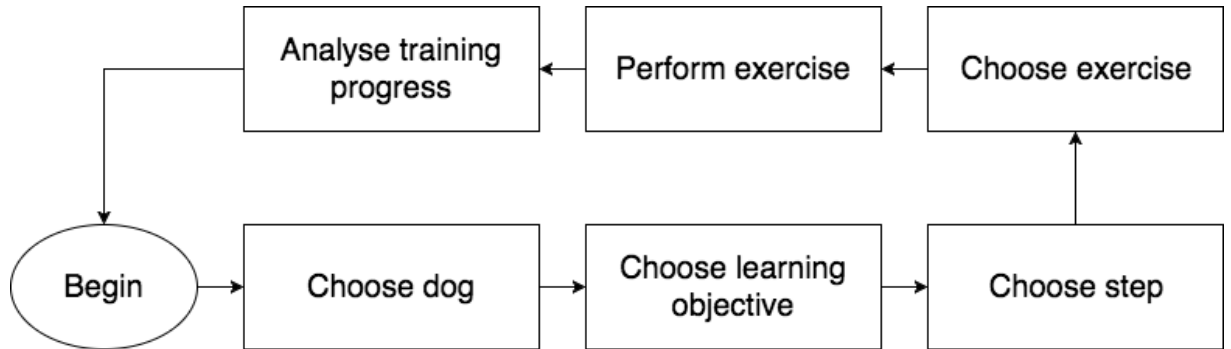 Analyse training
progress
Perform exercise
Choose exercise
Begin
Choose dog
Choose learning
objective
Choose step